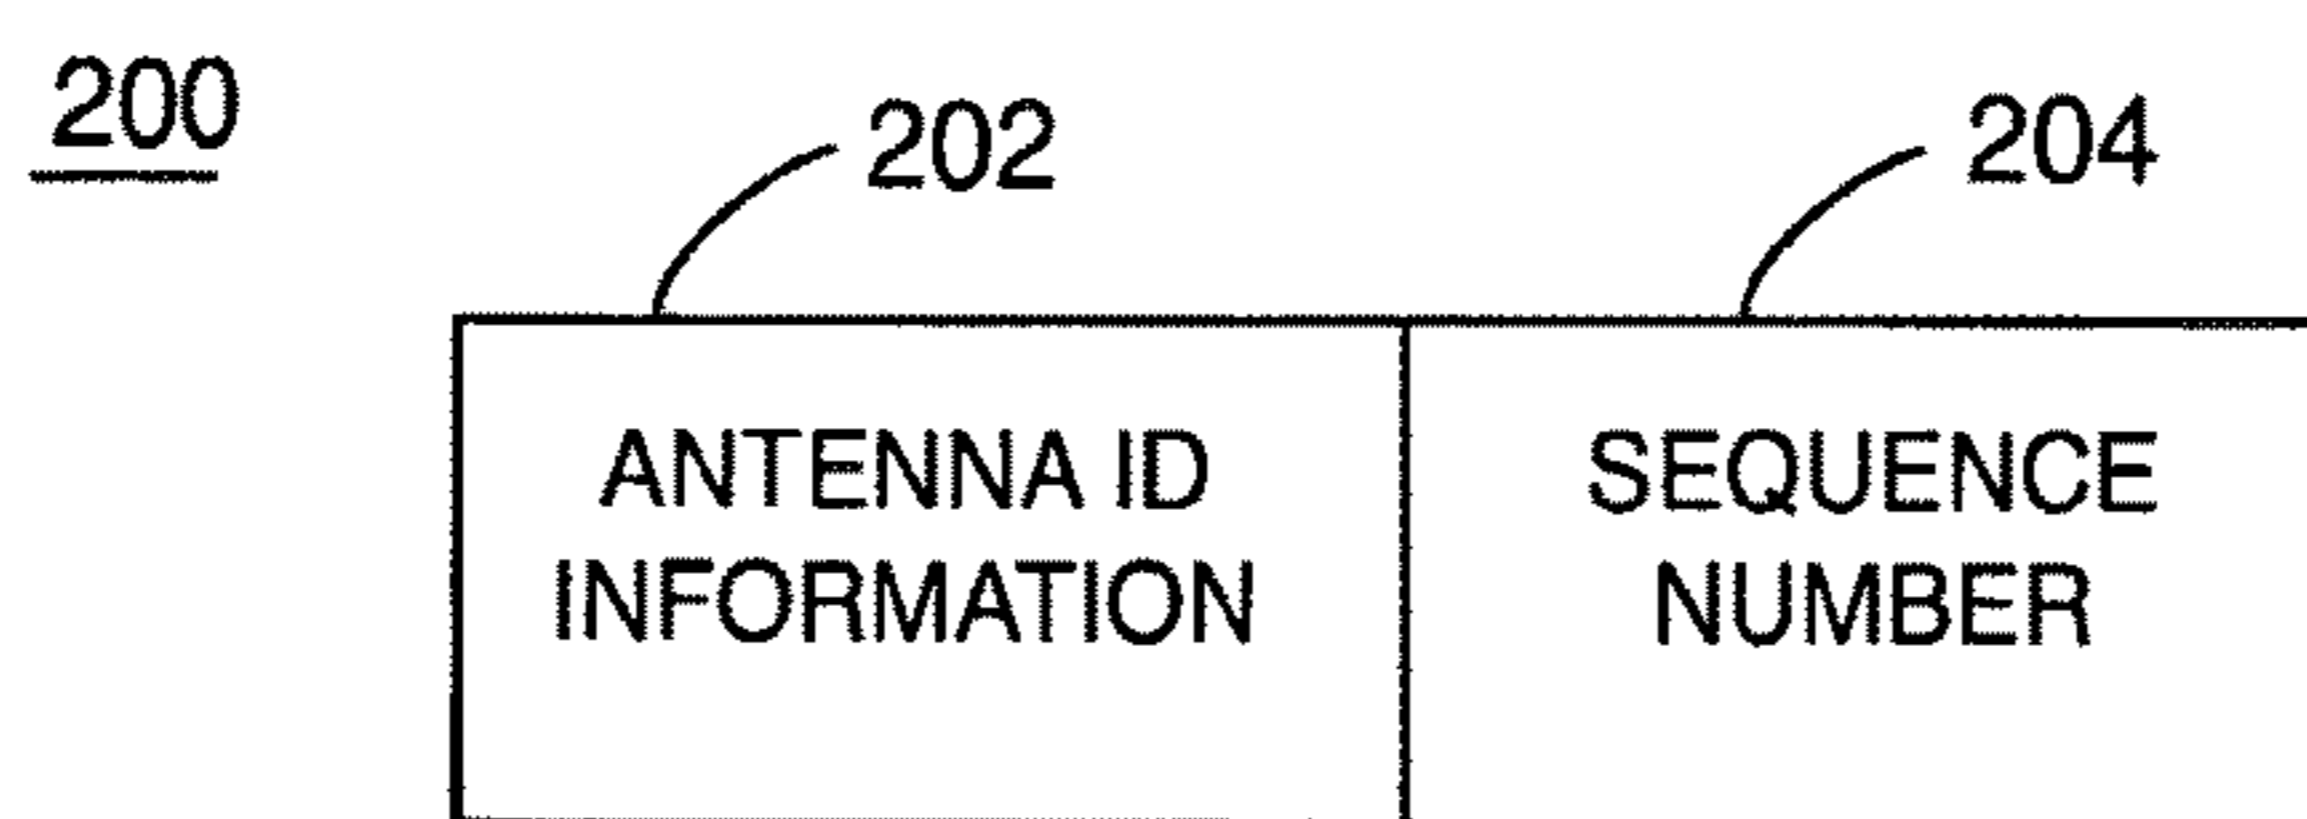 200
202
204
ANTENNA ID
INFORMATION
SEQUENCE
NUMBER